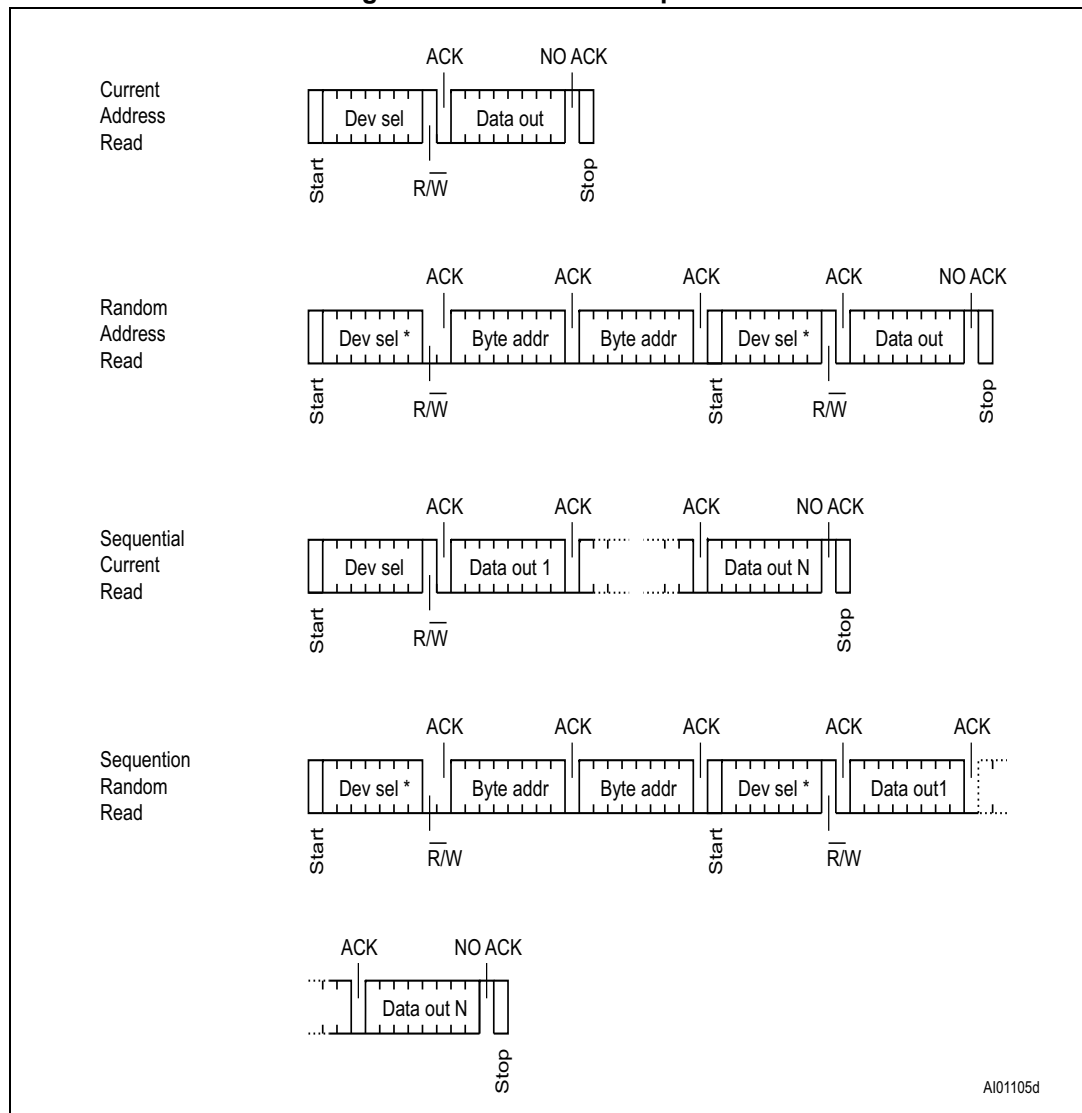 ACK NO ACK
Current
Address
Read
Dev sel Data out
Start R/W Stop
ACK ACK ACK ACK NO ACK
Random
Address
Read
Dev sel * Byte addr Byte addr Dev sel * Data out
Start R/W Start R/W Stop
ACK ACK ACK NO ACK
Sequential
Current
Read
Dev sel Data out 1 Data out N
Start R/W Stop
ACK ACK ACK ACK ACK
Sequention
Random
Read
Dev sel * Byte addr Byte addr Dev sel * Data out1
Start R/W Start R/W
ACK NO ACK
Data out N
Stop
AI01105d